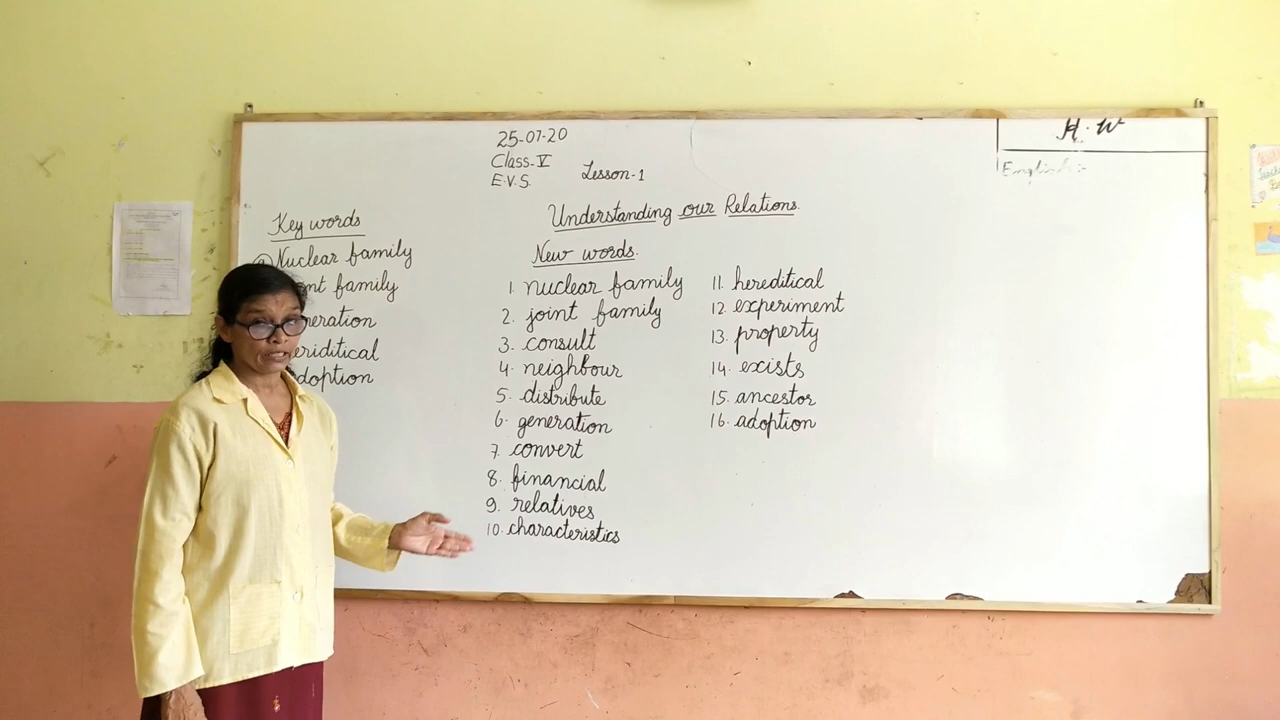 25-07-20
Class-V
E.V.S.
Lesson-1
H.W
English:-
Understanding our Relations.
Key words
Nuclear family
family
New words.
1. nuclear family
2. joint family
3. consult
4. neighbour
5. distribute
6. generation
7. convert
8. financial
9. relatives
10. characteristics
11. hereditical
12. experiment
13. property
14. exists
15. ancestor
16. adoption